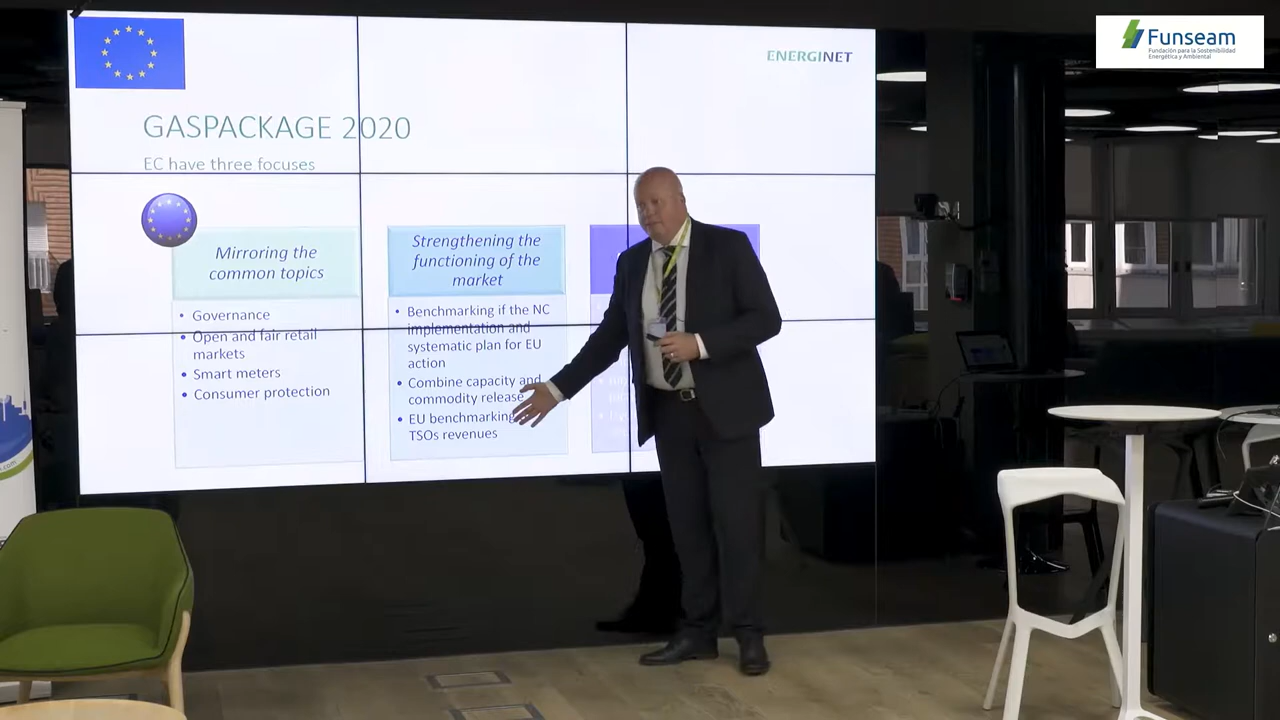 Funseam
Fundación para la Sostenibilidad
Energética y Ambiental
ENERGINET
GASPACKAGE 2020
EC have three focuses
Mirroring the
common topics
• Governance
• Open and fair retail
markets
• Smart meters
• Consumer protection
Strengthening the
functioning of the
market
• Benchmarking if the NC
implementation and
systematic plan for EU
action
• Combine capacity and
commodity release
• EU benchmarking
TSOs revenues